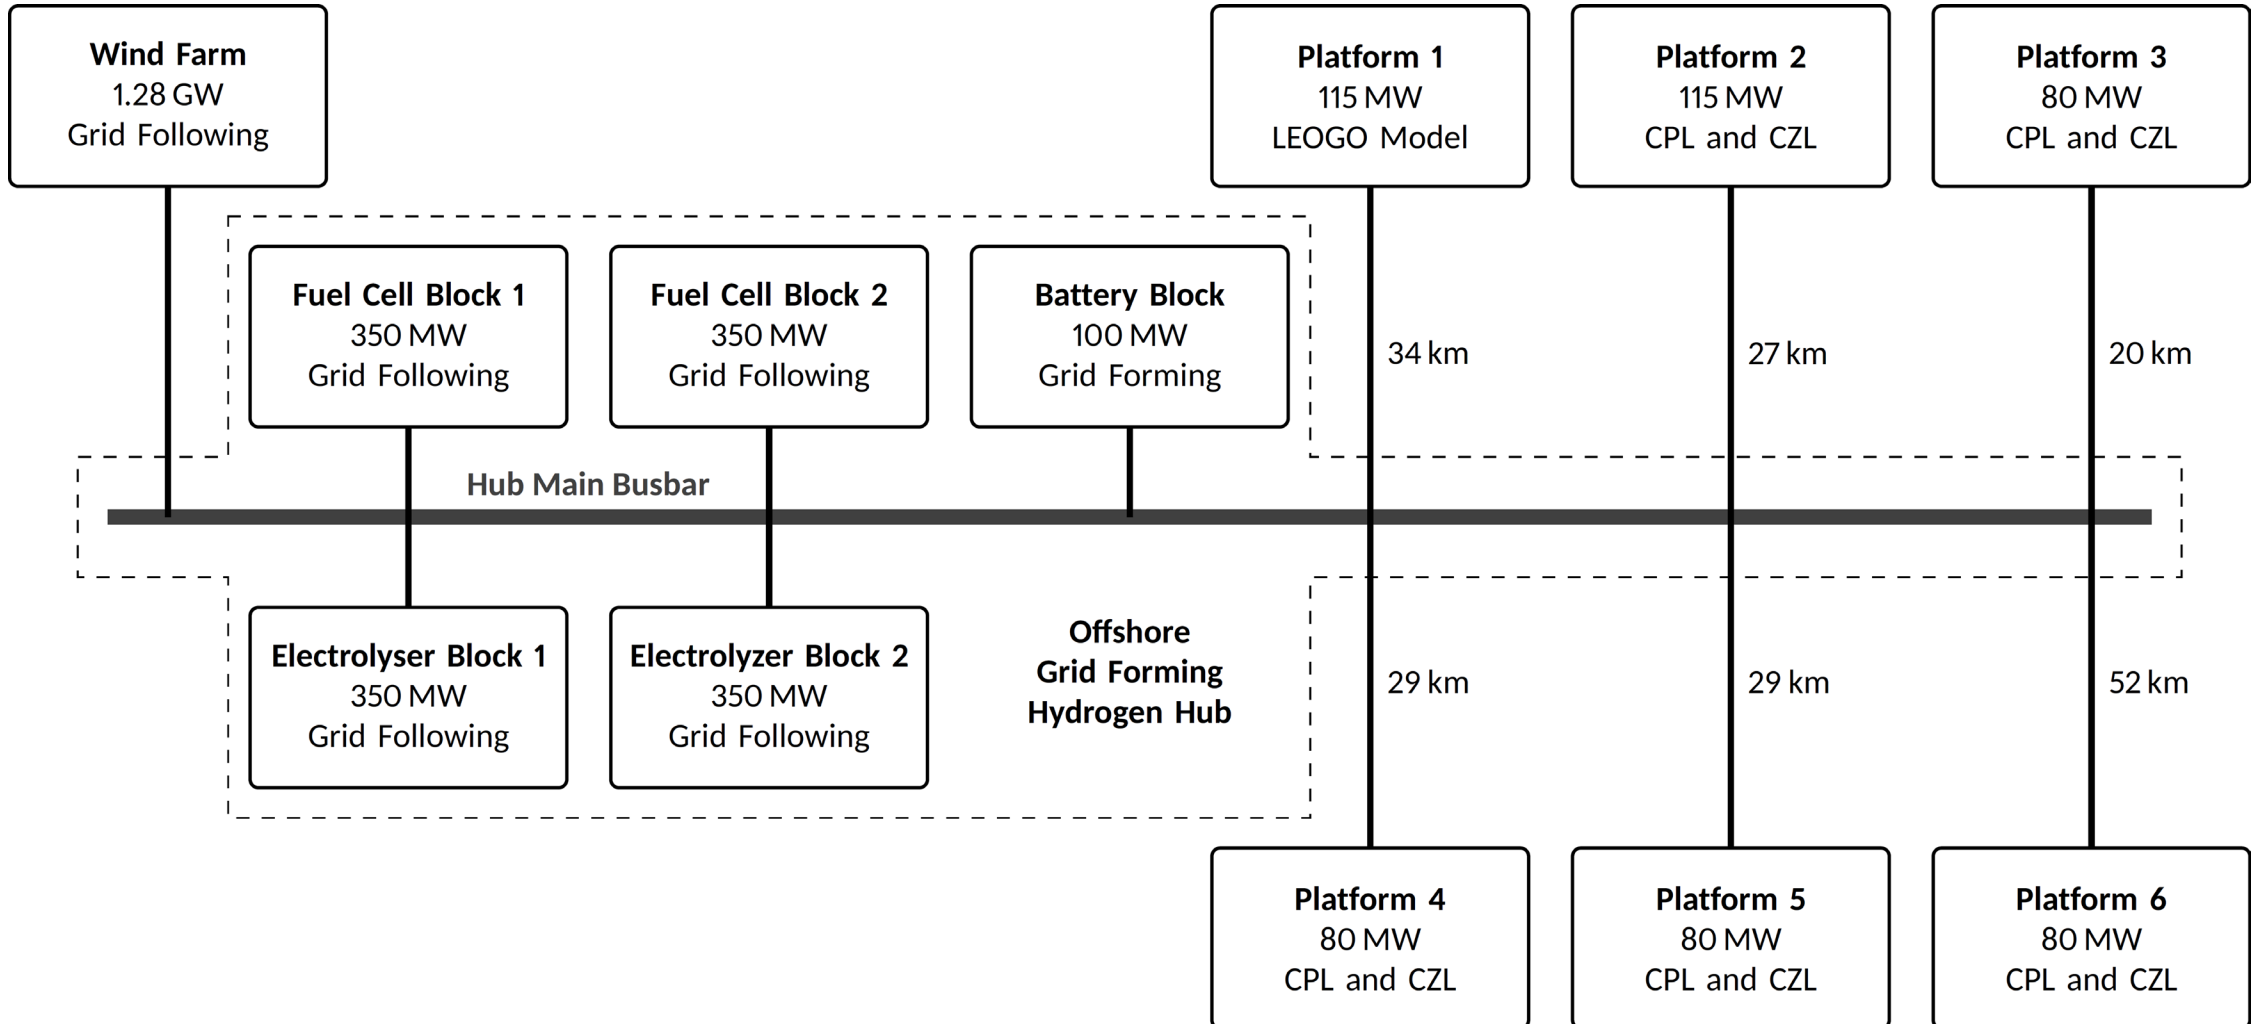 Wind Farm
1.28 GW
Grid Following
Platform 1
115 MW
LEOGO Model
Platform 2
115 MW
CPL and CZL
Platform 3
80 MW
CPL and CZL
Fuel Cell Block 1
350 MW
Grid Following
Fuel Cell Block 2
350 MW
Grid Following
Battery Block
100 MW
Grid Forming
34 km
27 km
20 km
Hub Main Busbar
Electrolyser Block 1
350 MW
Grid Following
Electrolyzer Block 2
350 MW
Grid Following
Offshore
Grid Forming
Hydrogen Hub
29 km
29 km
52 km
Platform 4
80 MW
CPL and CZL
Platform 5
80 MW
CPL and CZL
Platform 6
80 MW
CPL and CZL